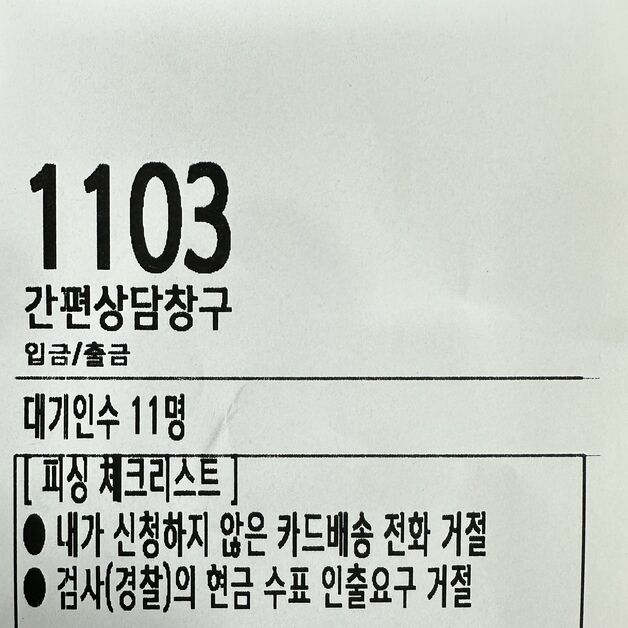 1103
간편상담창구
입금/출금
대기인수 11명
[ 피싱 체크리스트 ]
● 내가 신청하지 않은 카드배송 전화 거절
● 검사(경찰)의 현금 수표 인출요구 거절